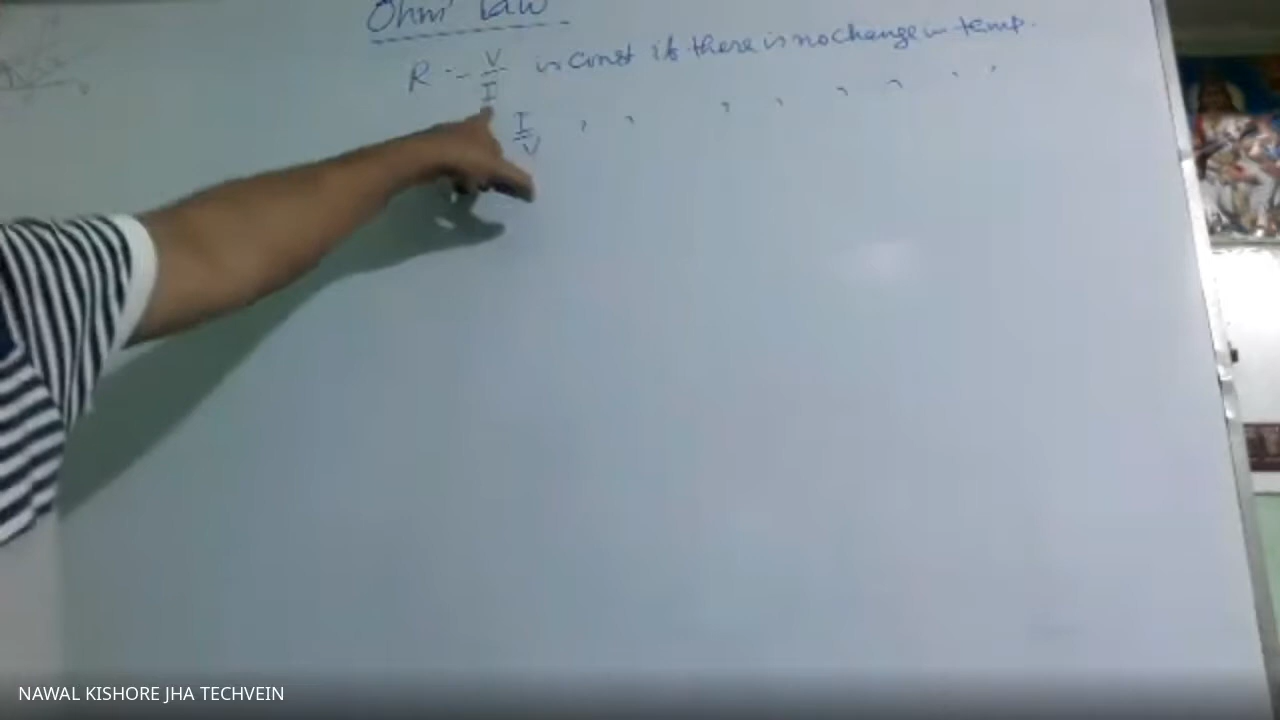 Ohm' Law
R = V/I is const if there is no change in temp.
I/V , , , , , , , ,
NAWAL KISHORE JHA TECHVEIN